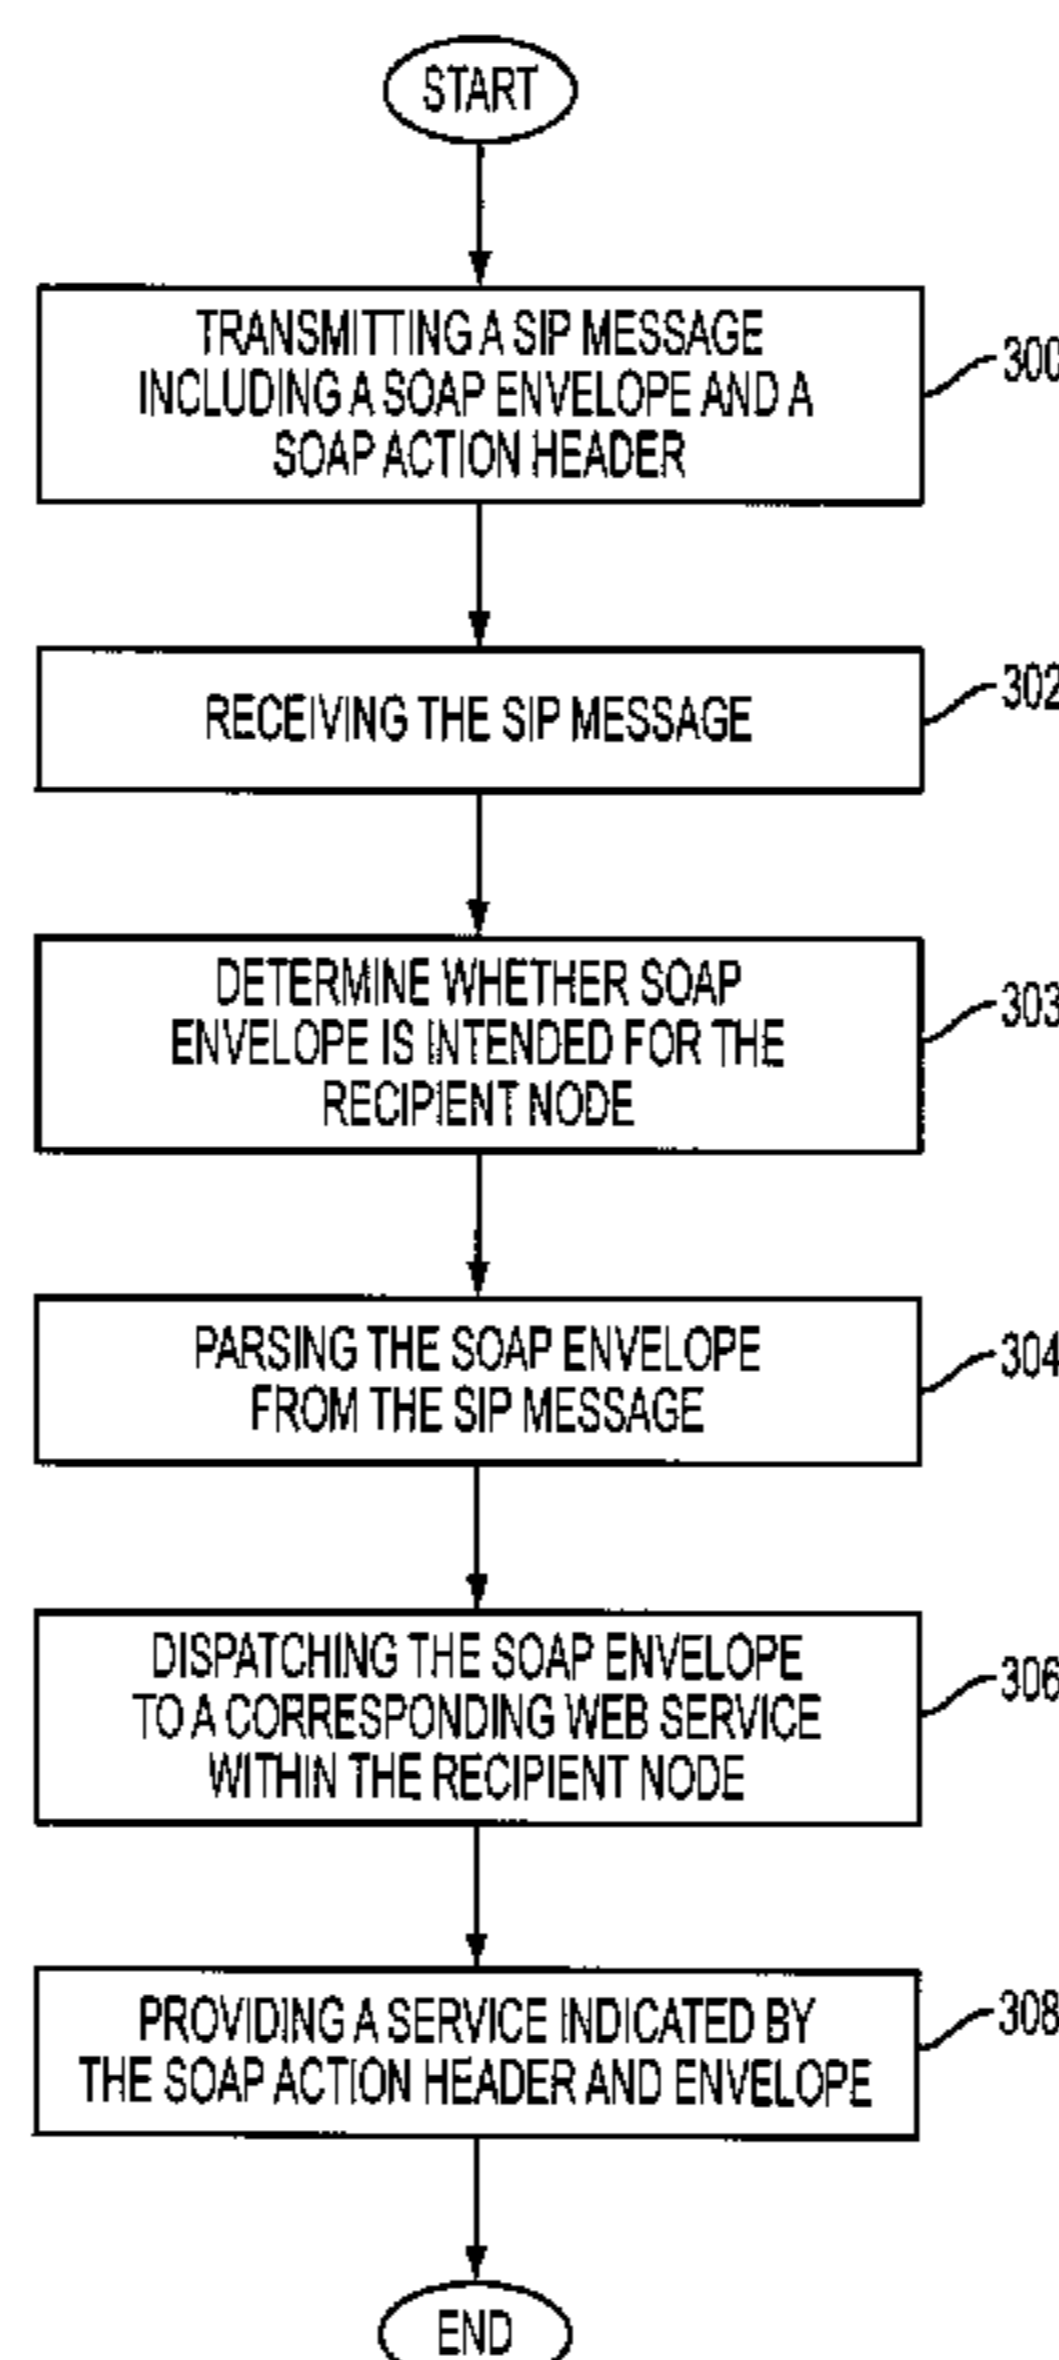 START
TRANSMITTING A SIP MESSAGE
INCLUDING A SOAP ENVELOPE AND A
SOAP ACTION HEADER
300
RECEIVING THE SIP MESSAGE
302
DETERMINE WHETHER SOAP
ENVELOPE IS INTENDED FOR THE
RECIPIENT NODE
303
PARSING THE SOAP ENVELOPE
FROM THE SIP MESSAGE
304
DISPATCHING THE SOAP ENVELOPE
TO A CORRESPONDING WEB SERVICE
WITHIN THE RECIPIENT NODE
306
PROVIDING A SERVICE INDICATED BY
THE SOAP ACTION HEADER AND ENVELOPE
308
END